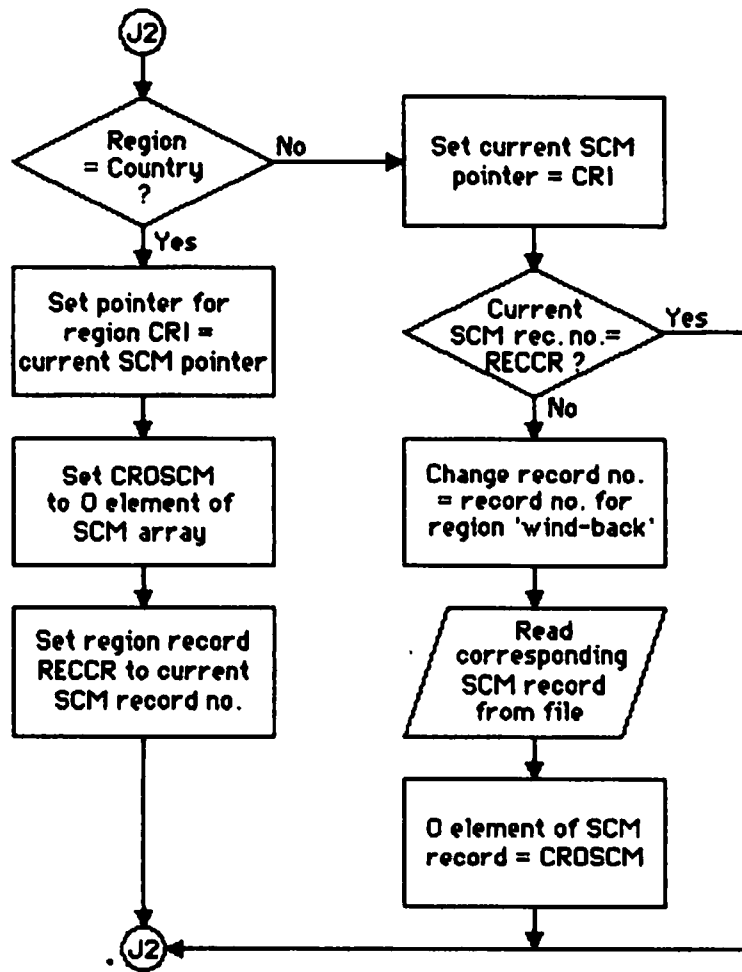 J2
Region
= Country
?
No
Yes
Set pointer for
region CRI =
current SCM pointer
Set CROSCM
to 0 element of
SCM array
Set region record
RECCR to current
SCM record no.
Set current SCM
pointer = CRI
Current
SCM rec. no.=
RECCR ?
Yes
No
Change record no.
= record no. for
region 'wind-back'
Read
corresponding
SCM record
from file
0 element of SCM
record = CROSCM
J2